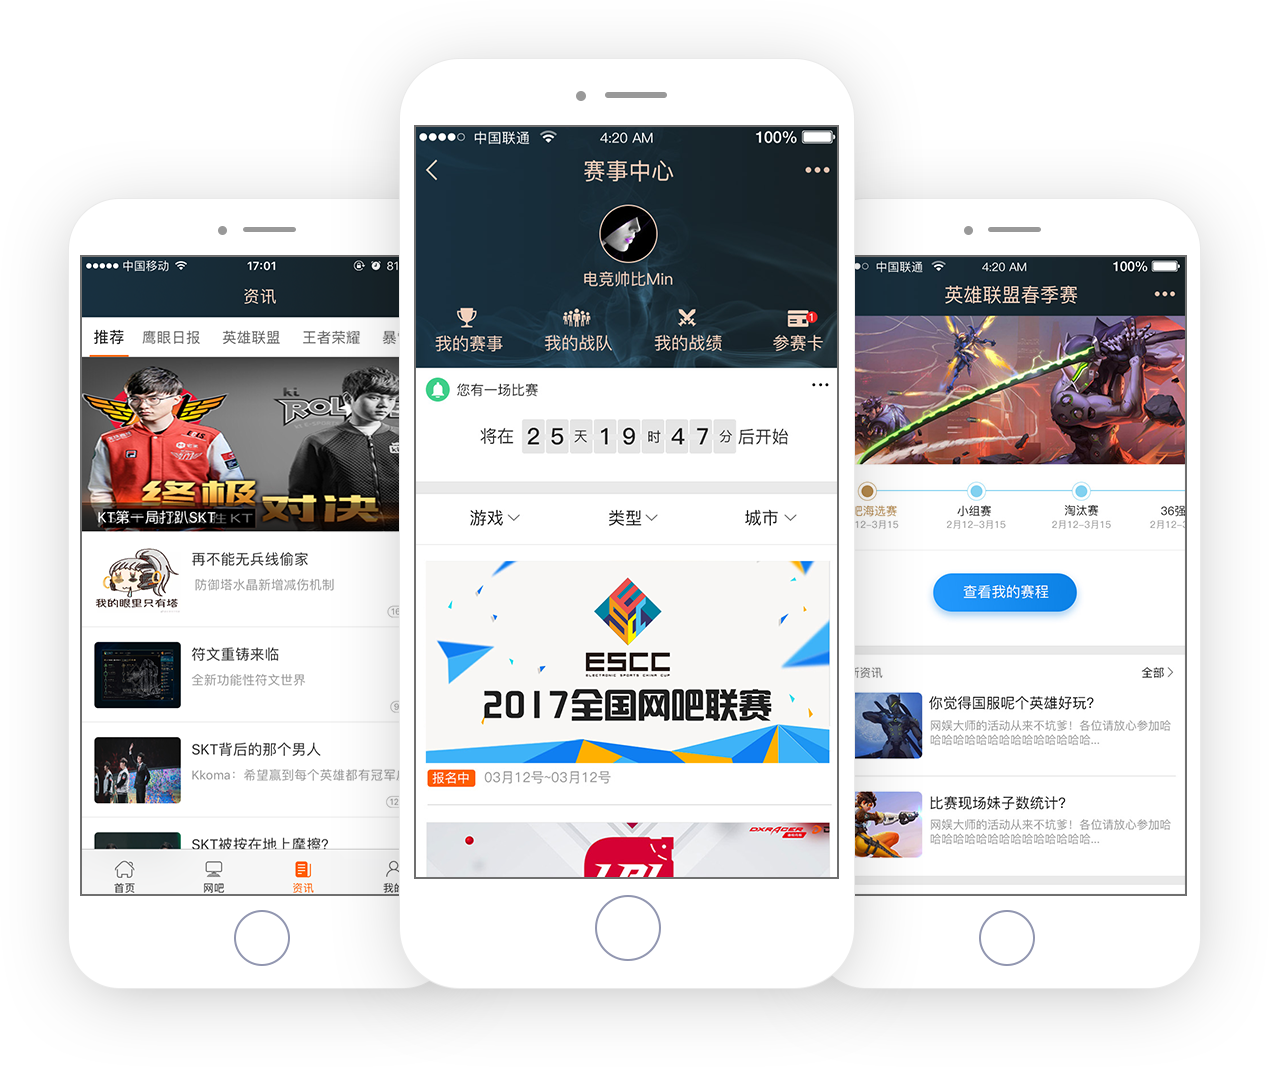 中国移动
17:01
81
资讯
推荐
鹰眼日报
英雄联盟
王者荣耀
暴
ROL
终极对决
KT第一局打趴SKT
再不能无兵线偷家
防御塔水晶新增减伤机制
我的眼里只有塔
16
符文重铸来临
全新功能性符文世界
9
SKT背后的那个男人
Kkoma：希望赢到每个英雄都有冠军
12
SKT被按在地上摩擦?
首页
网吧
资讯
我的
中国联通
4:20 AM
100%
赛事中心
电竞帅比Min
我的赛事
我的战队
我的战绩
参赛卡
1
您有一场比赛
将在 25天19时47分后开始
游戏
类型
城市
ESCC
ELECTRONIC SPORTS CHINA CUP
2017全国网吧联赛
报名中
03月12号~03月12号
DXRACER
LPL
中国联通
4:20 AM
100%
英雄联盟春季赛
吧海选赛
小组赛
淘汰赛
36强
12-3月15
2月12-3月15
2月12-3月15
2月12-3
查看我的赛程
新资讯
全部
你觉得国服呢个英雄好玩?
网娱大师的活动从来不坑爹！各位请放心参加哈
哈哈哈哈哈哈哈哈哈哈哈哈哈哈...
比赛现场妹子数统计?
网娱大师的活动从来不坑爹！各位请放心参加哈
哈哈哈哈哈哈哈哈哈哈哈哈哈哈...